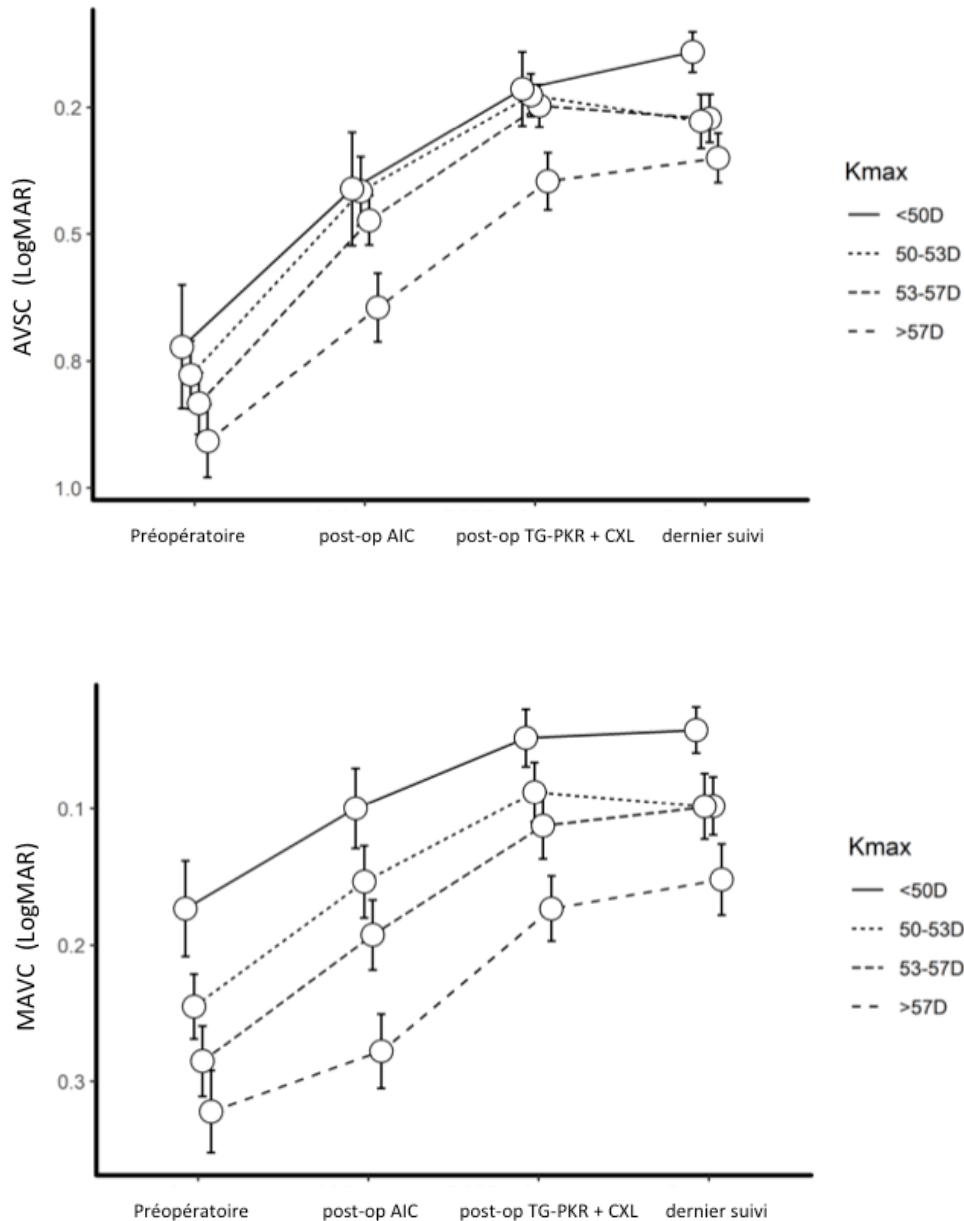 AVSC (LogMAR)
0.2
0.5
0.8
1.0
Préopératoire
post-op AIC
post-op TG-PKR + CXL
dernier suivi
Kmax
<50D
50-53D
53-57D
>57D
MAVC (LogMAR)
0.1
0.2
0.3
Préopératoire
post-op AIC
post-op TG-PKR + CXL
dernier suivi
Kmax
<50D
50-53D
53-57D
>57D